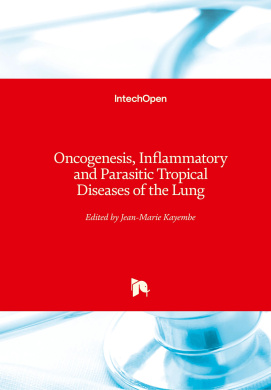 IntechOpen
Oncogenesis, Inflammatory
and Parasitic Tropical
Diseases of the Lung
Edited by Jean-Marie Kayembe